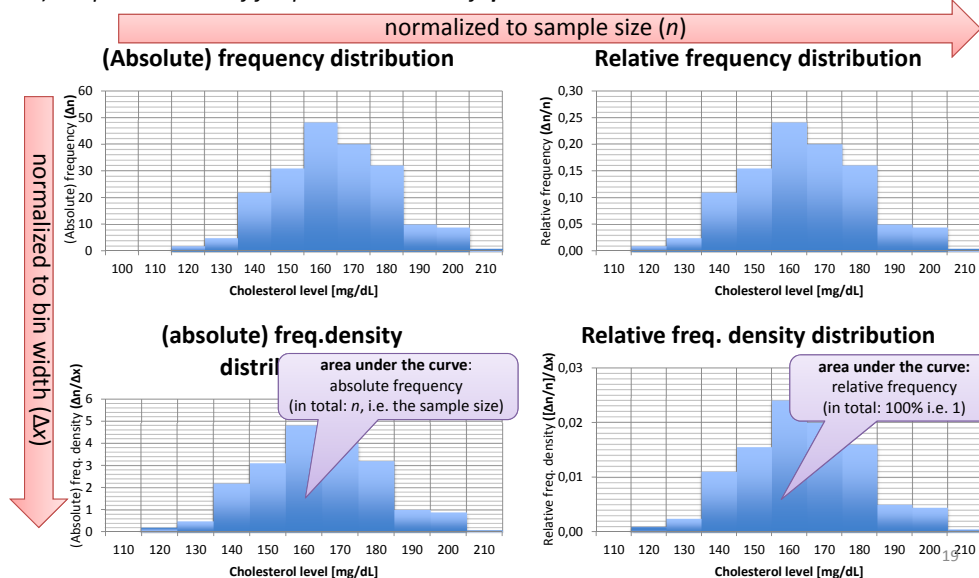 normalized to sample size (n)
normalized to bin width (Δx)
(Absolute) frequency distribution
(Absolute) frequency (Δn)
60
50
40
30
20
10
0
100 110 120 130 140 150 160 170 180 190 200 210
Cholesterol level [mg/dL]
Relative frequency distribution
Relative frequency (Δn/n)
0,30
0,25
0,20
0,15
0,10
0,05
0,00
110 120 130 140 150 160 170 180 190 200 210
Cholesterol level [mg/dL]
(absolute) freq.density
(Absolute) freq. density (Δn/Δx)
6
5
4
3
2
1
0
110 120 130 140 150 160 170 180 190 200 210
Cholesterol level [mg/dL]
area under the curve:
absolute frequency
(in total: n, i.e. the sample size)
Relative freq. density distribution
Relative freq. density [(Δn/n]/Δx)
0,03
0,02
0,01
0,00
110 120 130 140 150 160 170 180 190 200 210
Cholesterol level [mg/dL]
area under the curve:
relative frequency
(in total: 100% i.e. 1)
19